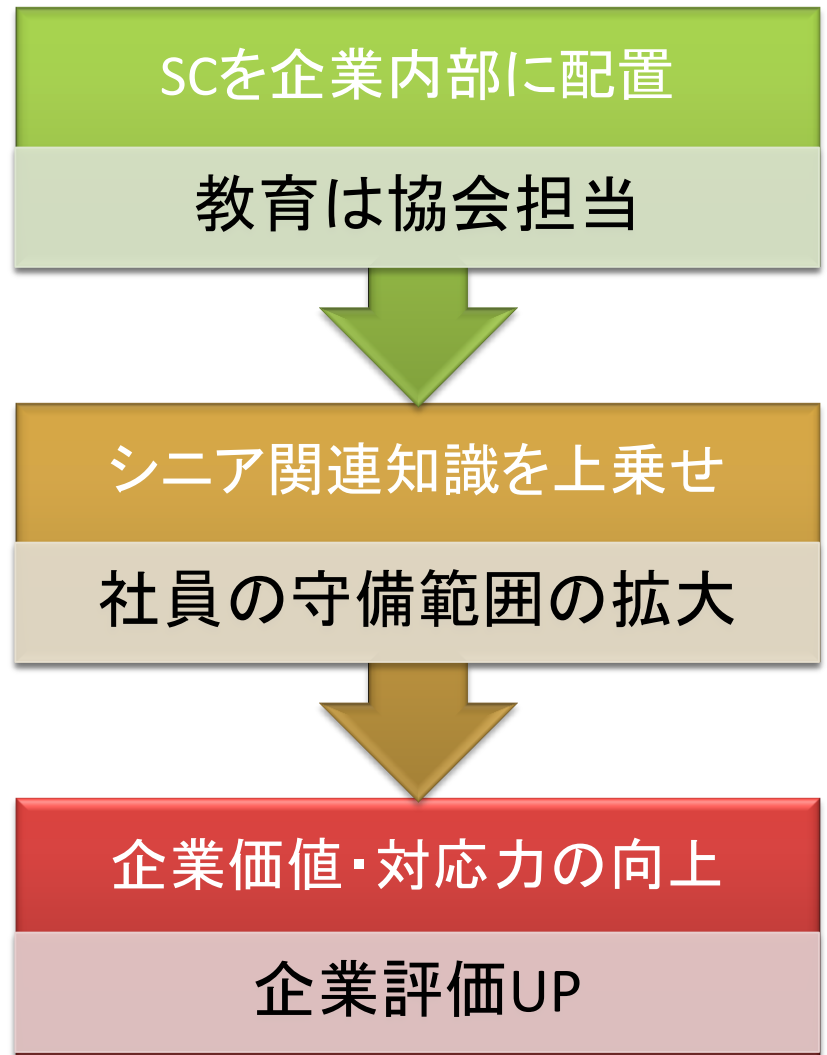 SCを企業内部に配置
教育は協会担当
シニア関連知識を上乗せ
社員の守備範囲の拡大
企業価値・対応力の向上
企業評価UP